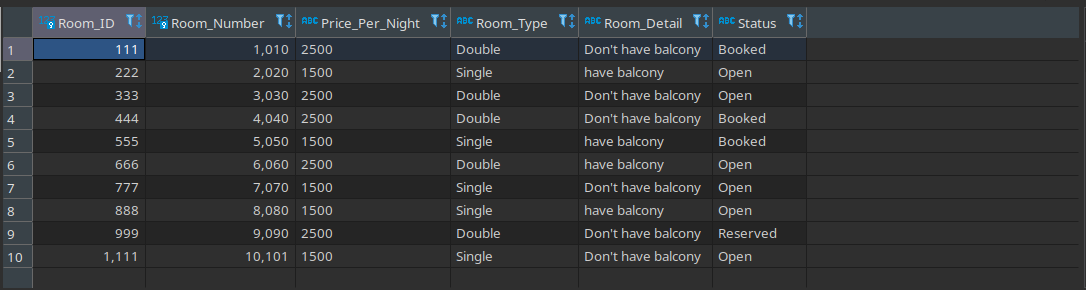 Room_ID Room_Number Price_Per_Night Room_Type Room_Detail Status
1 111 1,010 2500 Double Don't have balcony Booked
2 222 2,020 1500 Single have balcony Open
3 333 3,030 2500 Double Don't have balcony Open
4 444 4,040 2500 Double Don't have balcony Booked
5 555 5,050 1500 Single have balcony Booked
6 666 6,060 2500 Double have balcony Open
7 777 7,070 1500 Single Don't have balcony Open
8 888 8,080 1500 Single have balcony Open
9 999 9,090 2500 Double Don't have balcony Reserved
10 1,111 10,101 1500 Single Don't have balcony Open